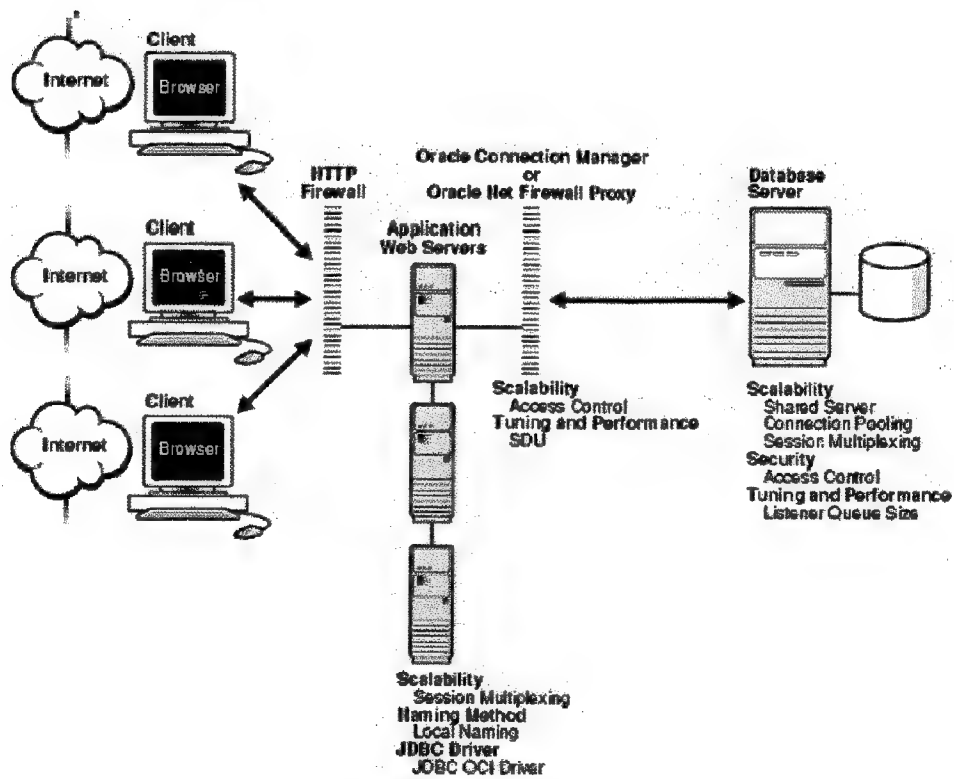 Client
Internet
Browser
Client
Internet
Browser
Client
Internet
Browser
HTTP
Firewall
Application
Web Servers
Oracle Connection Manager
or
Oracle Net Firewall Proxy
Database
Server
Scalability
Access Control
Tuning and Performance
SDU
Scalability
Shared Server
Connection Pooling
Session Multiplexing
Security
Access Control
Tuning and Performance
Listener Queue Size
Scalability
Session Multiplexing
Naming Method
Local Naming
JDBC Driver
JDBC OCI Driver